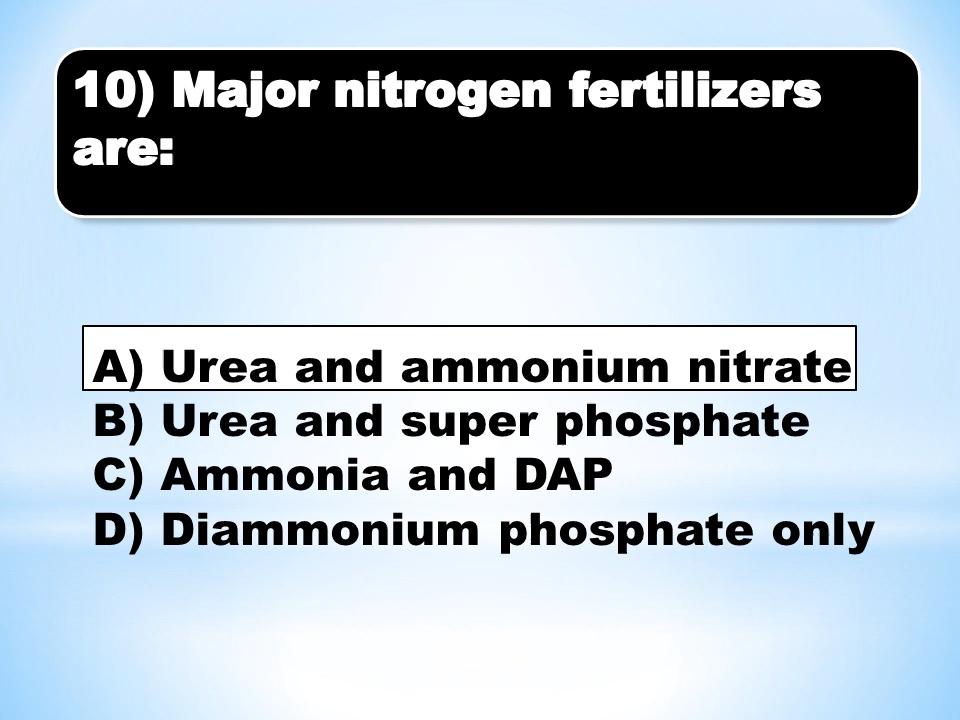 10) Major nitrogen fertilizers
are:
A) Urea and ammonium nitrate
B) Urea and super phosphate
C) Ammonia and DAP
D) Diammonium phosphate only